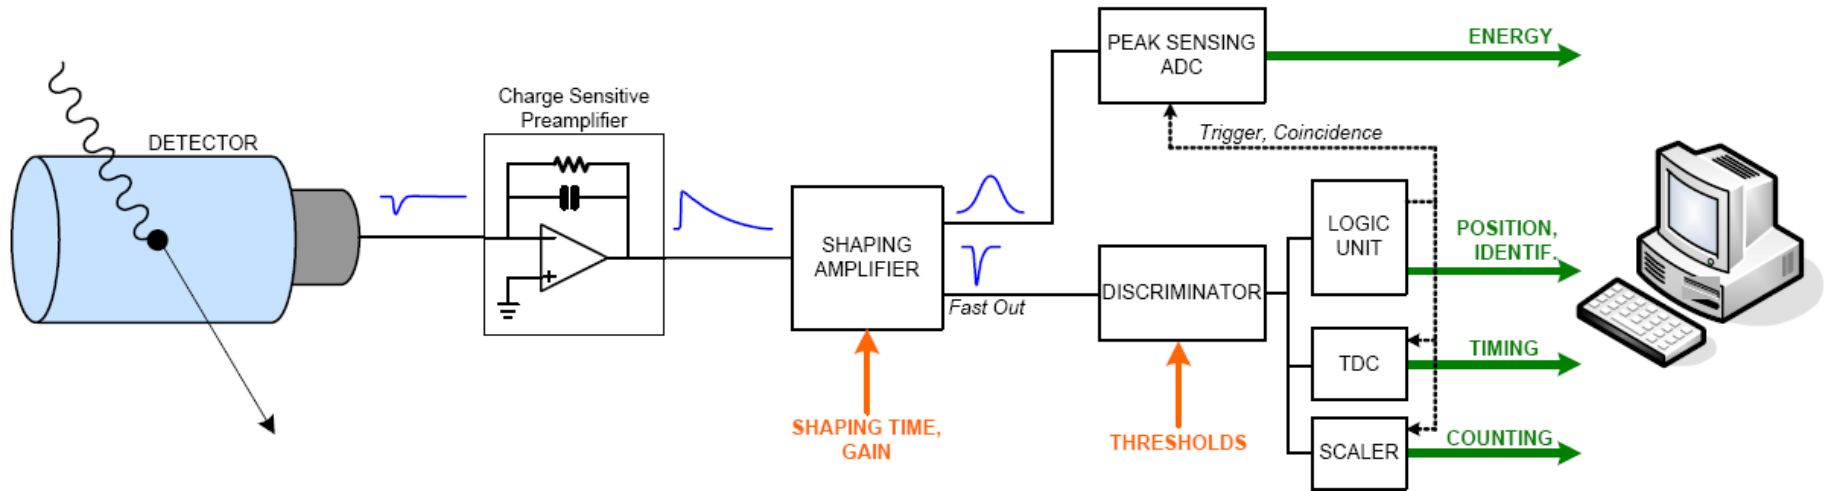 DETECTOR
Charge Sensitive
Preamplifier
SHAPING
AMPLIFIER
SHAPING TIME,
GAIN
Fast Out
PEAK SENSING
ADC
Trigger, Coincidence
DISCRIMINATOR
THRESHOLDS
LOGIC
UNIT
TDC
SCALER
ENERGY
POSITION,
IDENTIF.
TIMING
COUNTING